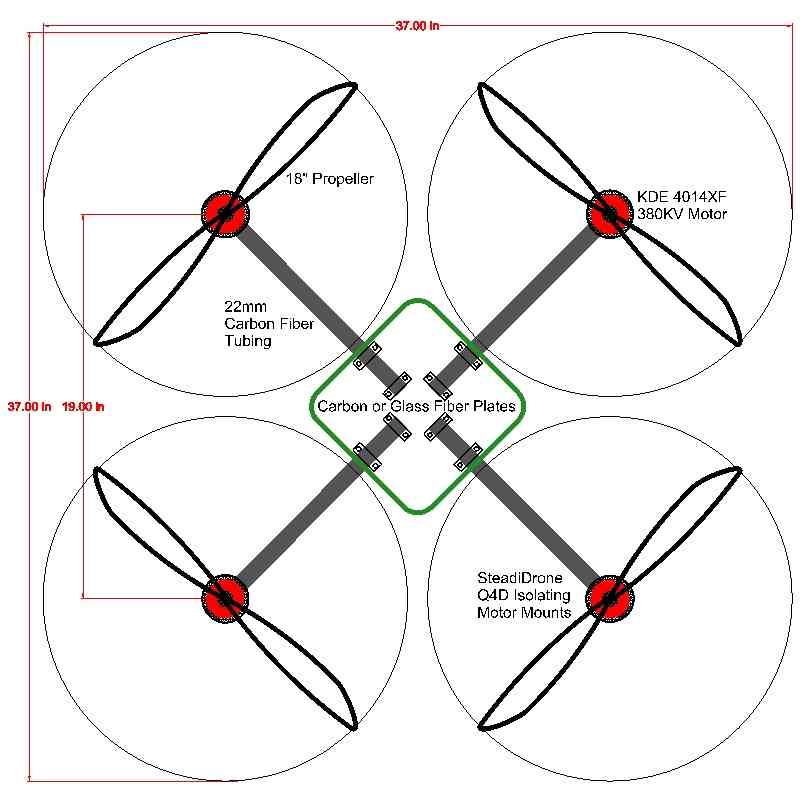 37.00 in
18" Propeller
KDE 4014XF
380KV Motor
22mm
Carbon Fiber
Tubing
37.00 in
19.00 in
Carbon or Glass Fiber Plates
SteadiDrone
Q4D Isolating
Motor Mounts